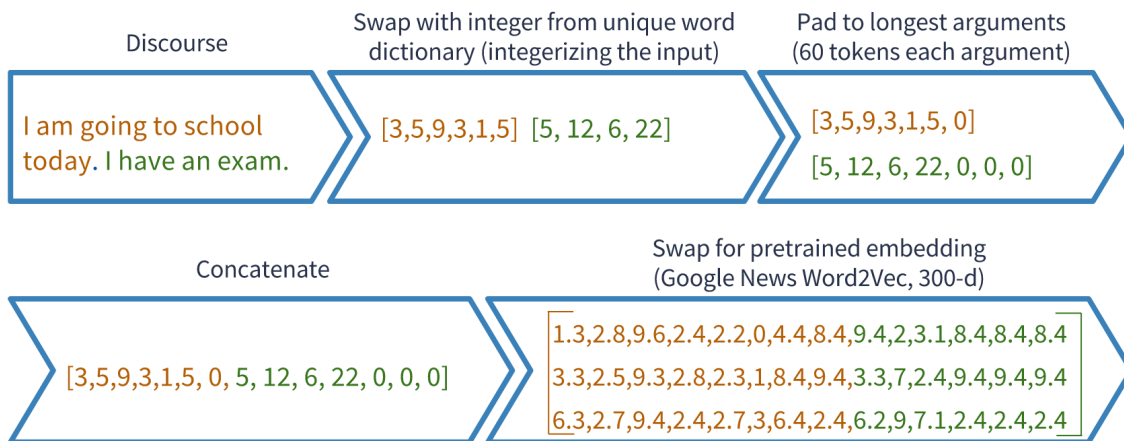 Discourse
Swap with integer from unique word
dictionary (integerizing the input)
Pad to longest arguments
(60 tokens each argument)
I am going to school
today. I have an exam.
[3,5,9,3,1,5] [5, 12, 6, 22]
[3,5,9,3,1,5, 0]
[5, 12, 6, 22, 0, 0, 0]
Concatenate
Swap for pretrained embedding
(Google News Word2Vec, 300-d)
[3,5,9,3,1,5, 0, 5, 12, 6, 22, 0, 0, 0]
1.3,2.8,9.6,2.4,2.2,0,4.4,8.4,9.4,2,3.1,8.4,8.4,8.4
3.3,2.5,9.3,2.8,2.3,1,8.4,9.4,3.3,7,2.4,9.4,9.4,9.4
6.3,2.7,9.4,2.4,2.7,3,6.4,2.4,6.2,9,7.1,2.4,2.4,2.4